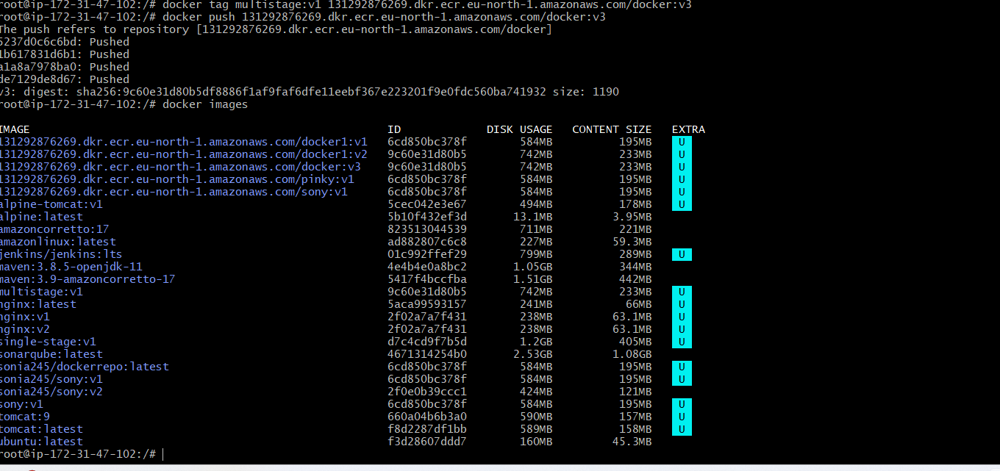 root@ip-172-31-47-102:/# docker tag multistage:v1 131292876269.dkr.ecr.eu-north-1.amazonaws.com/docker:v3
root@ip-172-31-47-102:/# docker push 131292876269.dkr.ecr.eu-north-1.amazonaws.com/docker:v3
The push refers to repository [131292876269.dkr.ecr.eu-north-1.amazonaws.com/docker]
5237d0c6c6bd: Pushed
1b617831d6b1: Pushed
a1a8a7978ba0: Pushed
de7129de8d67: Pushed
v3: digest: sha256:9c60e31d80b5df8886f1af9faf6dfe11eebf367e223201f9e0fdc560ba741932 size: 1190
root@ip-172-31-47-102:/# docker images
IMAGE ID DISK USAGE CONTENT SIZE EXTRA
131292876269.dkr.ecr.eu-north-1.amazonaws.com/docker1:v1 6cd850bc378f 584MB 195MB U
131292876269.dkr.ecr.eu-north-1.amazonaws.com/docker1:v2 9c60e31d80b5 742MB 233MB U
131292876269.dkr.ecr.eu-north-1.amazonaws.com/docker:v3 9c60e31d80b5 742MB 233MB U
131292876269.dkr.ecr.eu-north-1.amazonaws.com/pinky:v1 6cd850bc378f 584MB 195MB U
131292876269.dkr.ecr.eu-north-1.amazonaws.com/sony:v1 6cd850bc378f 584MB 195MB U
alpine-tomcat:v1 5cec042e3e67 494MB 178MB U
alpine:latest 5b10f432ef3d 13.1MB 3.95MB
amazoncorretto:17 823513044539 711MB 221MB
amazonlinux:latest ad882807c6c8 227MB 59.3MB
jenkins/jenkins:lts 01c992ffef29 799MB 289MB U
maven:3.8.5-openjdk-11 4e4b4e0a8bc2 1.05GB 344MB
maven:3.9-amazoncorretto-17 5417f4bccfba 1.51GB 442MB
multistage:v1 9c60e31d80b5 742MB 233MB U
nginx:latest 5aca99593157 241MB 66MB U
nginx:v1 2f02a7a7f431 238MB 63.1MB U
nginx:v2 2f02a7a7f431 238MB 63.1MB U
single-stage:v1 d7c4cd9f7b5d 1.2GB 405MB U
sonarqube:latest 4671314254b0 2.53GB 1.08GB
sonia245/dockerrepo:latest 6cd850bc378f 584MB 195MB U
sonia245/sony:v1 6cd850bc378f 584MB 195MB U
sonia245/sony:v2 2f0e0b39ccc1 424MB 121MB
sony:v1 6cd850bc378f 584MB 195MB U
tomcat:9 660a04b6b3a0 590MB 157MB U
tomcat:latest f8d2287df1bb 589MB 158MB U
ubuntu:latest f3d28607ddd7 160MB 45.3MB
root@ip-172-31-47-102:/#